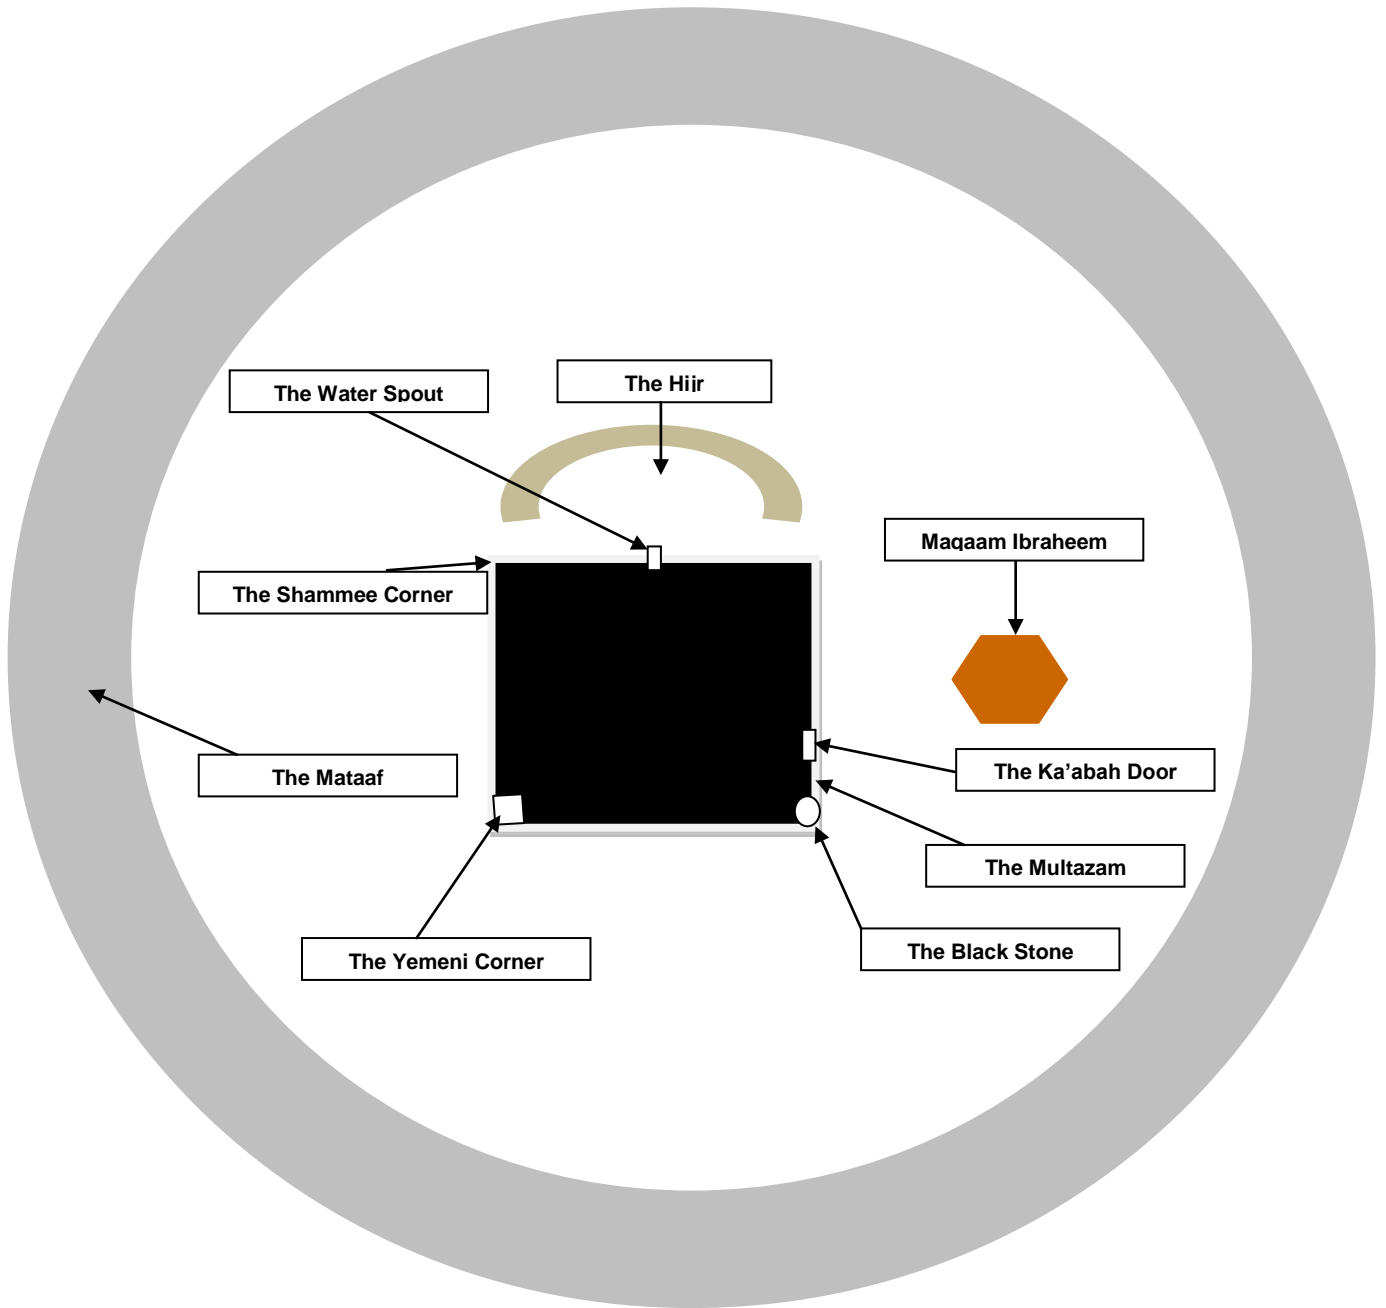 The Hijr
The Water Spout
Maqaam Ibraheem
The Shammee Corner
The Ka’abah Door
The Mataaf
The Multazam
The Black Stone
The Yemeni Corner